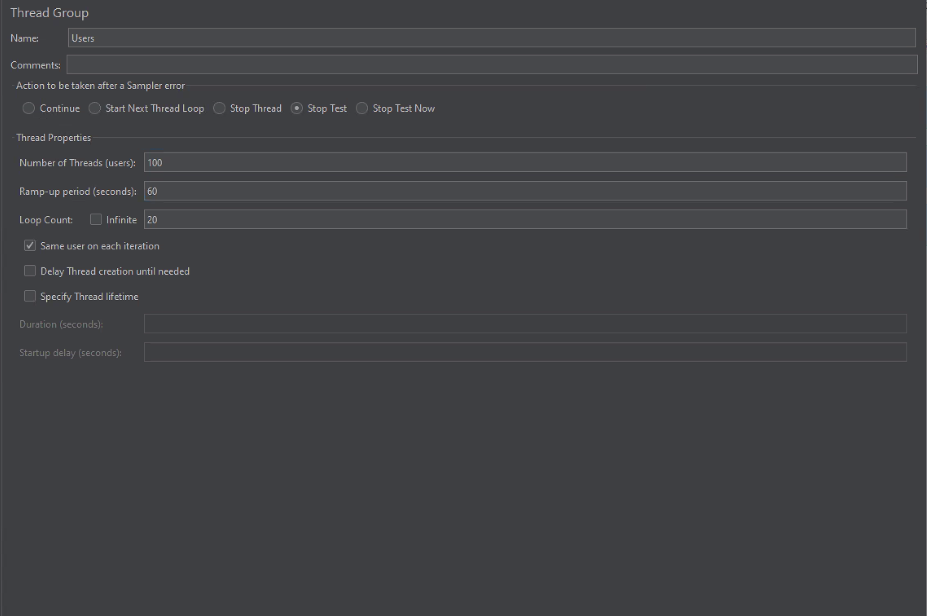 Thread Group
Name: Users
Comments:
Action to be taken after a Sampler error
Continue Start Next Thread Loop Stop Thread Stop Test Stop Test Now
Thread Properties
Number of Threads (users): 100
Ramp-up period (seconds): 60
Loop Count: Infinite 20
Same user on each iteration
Delay Thread creation until needed
Specify Thread lifetime
Duration (seconds):
Startup delay (seconds):